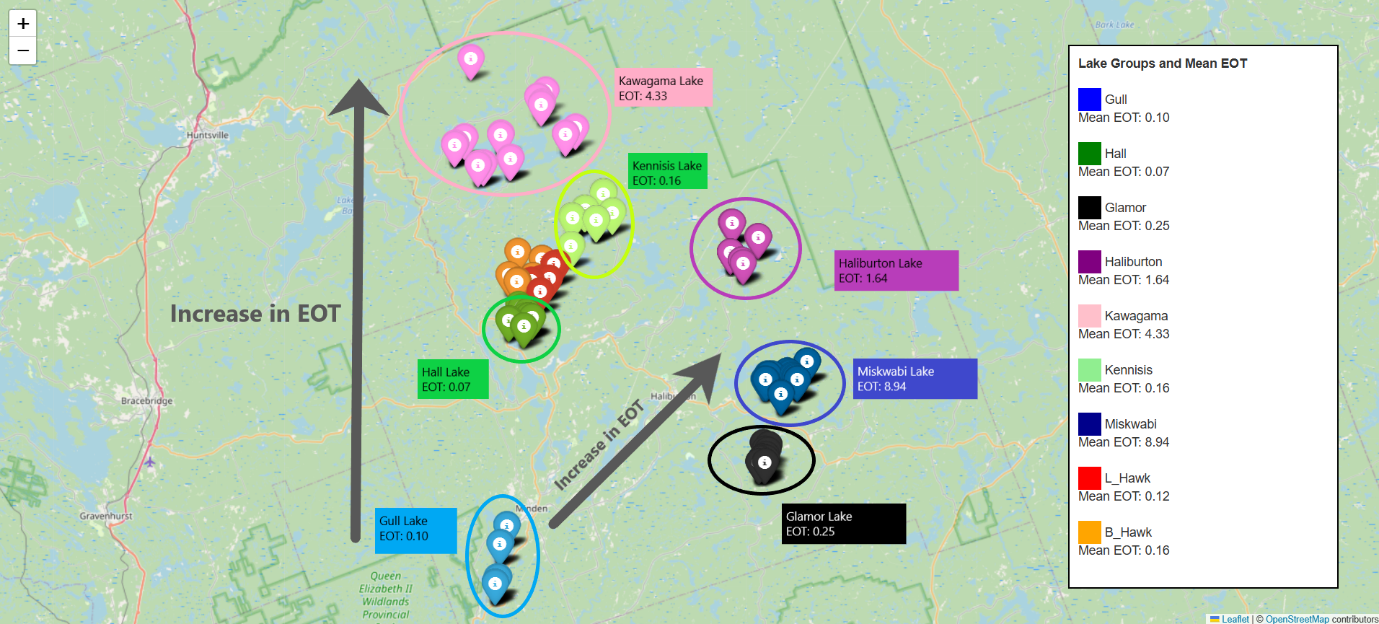 +
−
Bark Lake
Huntsville
Kawagama Lake
EOT: 4.33
Kennisis Lake
EOT: 0.16
Haliburton Lake
EOT: 1.64
Increase in EOT
Hall Lake
EOT: 0.07
Miskwabi Lake
EOT: 8.94
Bracebridge
Increase in EOT
Gravenhurst
Minden
Gull Lake
EOT: 0.10
Glamor Lake
EOT: 0.25
Queen
Elizabeth II
Wildlands
Provincial
Lake Groups and Mean EOT
Gull
Mean EOT: 0.10
Hall
Mean EOT: 0.07
Glamor
Mean EOT: 0.25
Haliburton
Mean EOT: 1.64
Kawagama
Mean EOT: 4.33
Kennisis
Mean EOT: 0.16
Miskwabi
Mean EOT: 8.94
L_Hawk
Mean EOT: 0.12
B_Hawk
Mean EOT: 0.16
Leaflet | © OpenStreetMap contributors